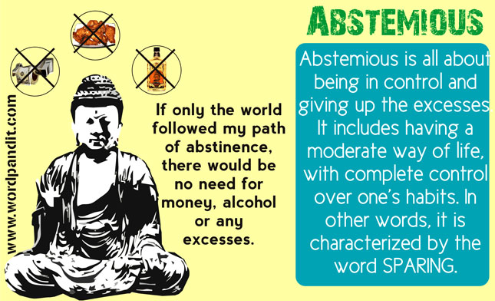 www.wordpandit.com
If only the world
followed my path
of abstinence,
there would be
no need for
money, alcohol
or any
excesses.
ABSTEMIOUS
Abstemious is all about
being in control and
giving up the excesses
It includes having a
moderate way of life,
with complete control
over one's habits. In
other words, it is
characterized by the
word SPARING.